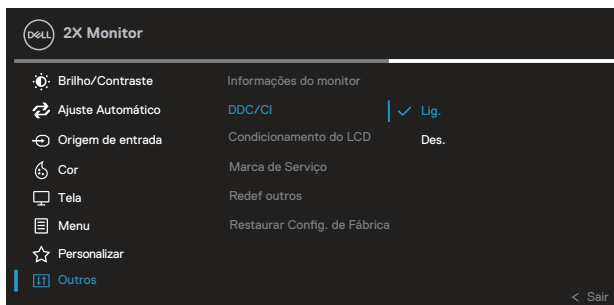 DELL 2X Monitor
Brilho/Contraste Informações do monitor
Ajuste Automático DDC/CI Lig.
Origem de entrada Condicionamento do LCD Des.
Cor Marca de Serviço
Tela Redef outros
Menu Restaurar Config. de Fábrica
Personalizar
Outros
< Sair